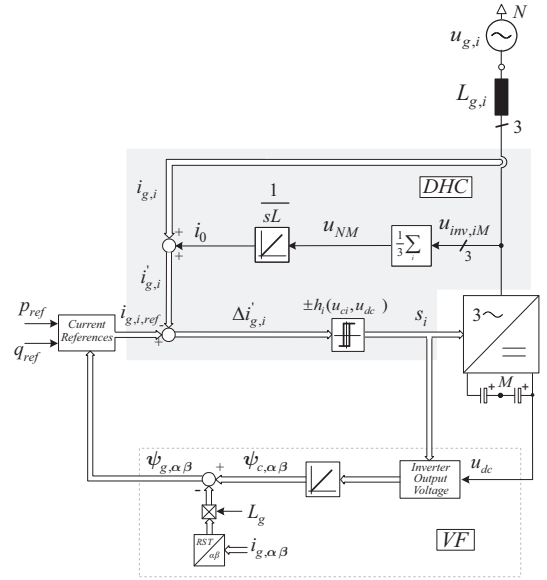 N
u_{g,i}
L_{g,i}
3
DHC
i_{g,i}
1/sL
u_{NM}
u_{inv,iM}
i_0
1/3 Σ_i
3
i'_{g,i}
+
+
p_{ref}
q_{ref}
Current References
i_{g,i,ref}
-
+
Δi'_{g,i}
±h_i(u_{ci},u_{dc})
s_i
3~
M
+
+
ψ_{g,αβ}
+
-
ψ_{c,αβ}
Inverter Output Voltage
u_{dc}
L_g
RST
αβ
i_{g,αβ}
VF